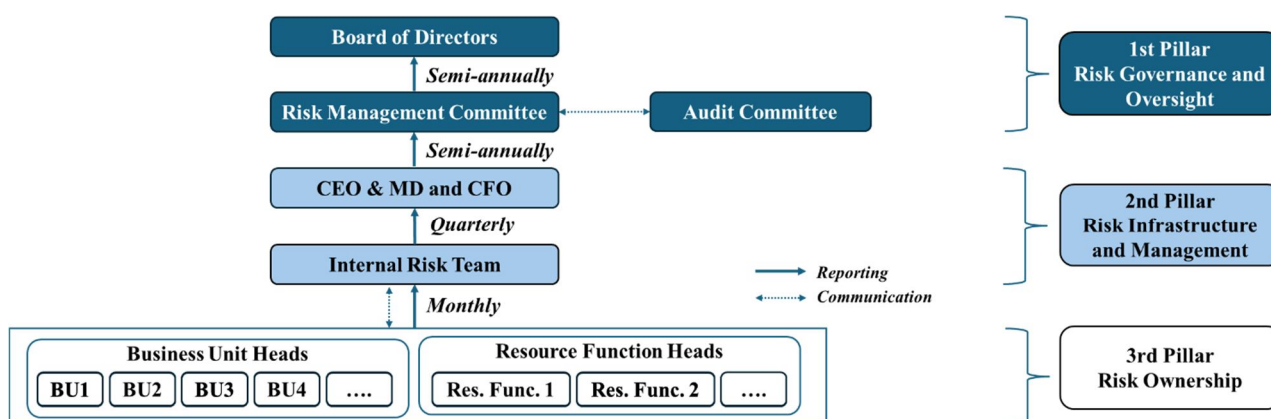 Board of Directors
Semi-annually
Risk Management Committee
Audit Committee
Semi-annually
CEO & MD and CFO
Quarterly
Internal Risk Team
Monthly
Reporting
Communication
Business Unit Heads
BU1
BU2
BU3
BU4
....
Resource Function Heads
Res. Func. 1
Res. Func. 2
....
1st Pillar
Risk Governance and
Oversight
2nd Pillar
Risk Infrastructure
and Management
3rd Pillar
Risk Ownership